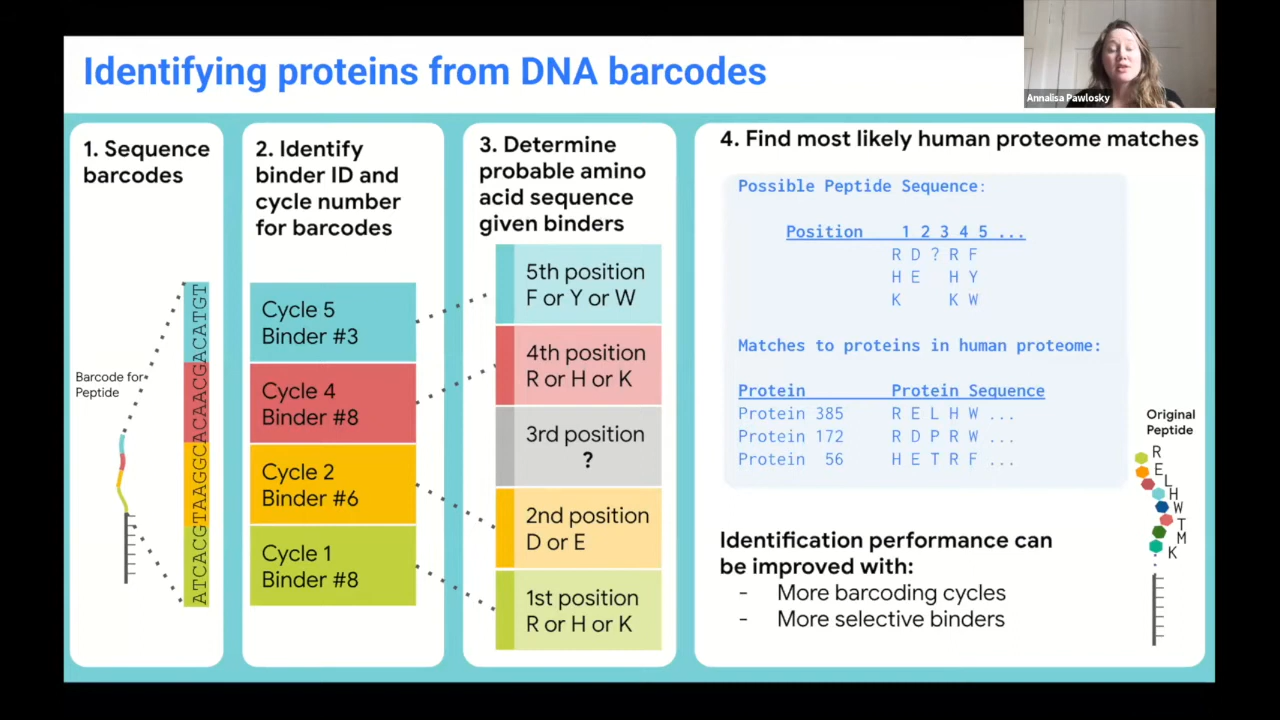 Identifying proteins from DNA barcodes
Annalisa Pawlosky
1. Sequence
barcodes
Barcode for
Peptide
ATCACGTAAGGCACAACGACATGT
2. Identify
binder ID and
cycle number
for barcodes
Cycle 5
Binder #3
Cycle 4
Binder #8
Cycle 2
Binder #6
Cycle 1
Binder #8
3. Determine
probable amino
acid sequence
given binders
5th position
F or Y or W
4th position
R or H or K
3rd position
?
2nd position
D or E
1st position
R or H or K
4. Find most likely human proteome matches
Possible Peptide Sequence:
Position 1 2 3 4 5 ...
R D ? R F
H E H Y
K K W
Matches to proteins in human proteome:
Protein Protein Sequence
Protein 385 R E L H W ...
Protein 172 R D P R W ...
Protein 56 H E T R F ...
Identification performance can
be improved with:
- More barcoding cycles
- More selective binders
Original
Peptide
R
E
L
H
W
T
M
K